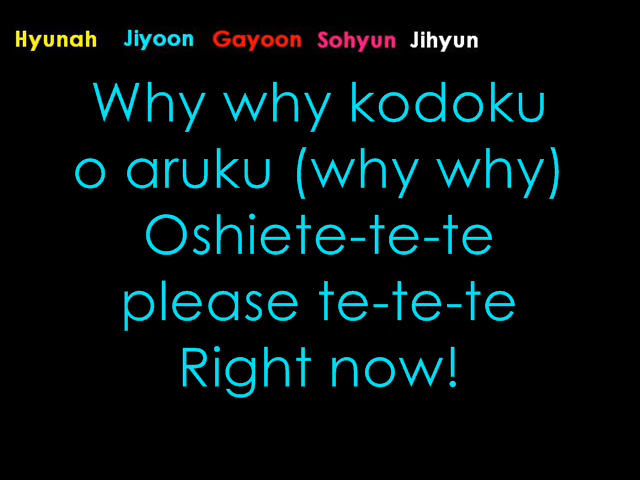 Hyunah Jiyoon Gayoon Sohyun Jihyun
Why why kodoku
o aruku (why why)
Oshiete-te-te
please te-te-te
Right now!